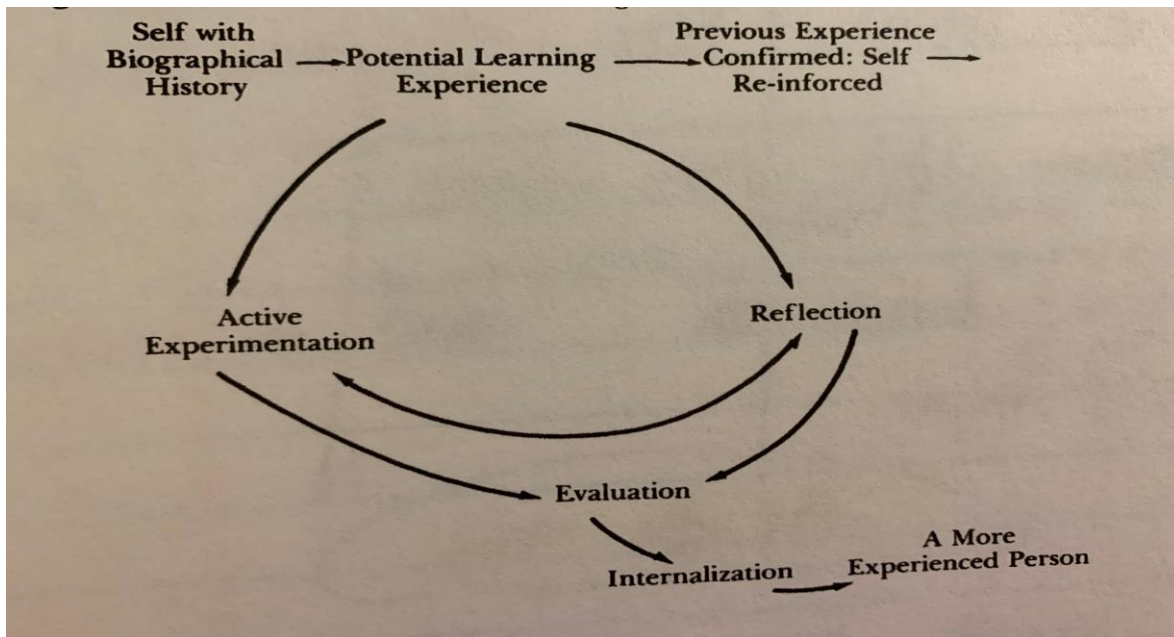 Self with
Biographical
History
Potential Learning
Experience
Previous Experience
Confirmed: Self
Re-inforced
Active
Experimentation
Reflection
Evaluation
Internalization
A More
Experienced Person